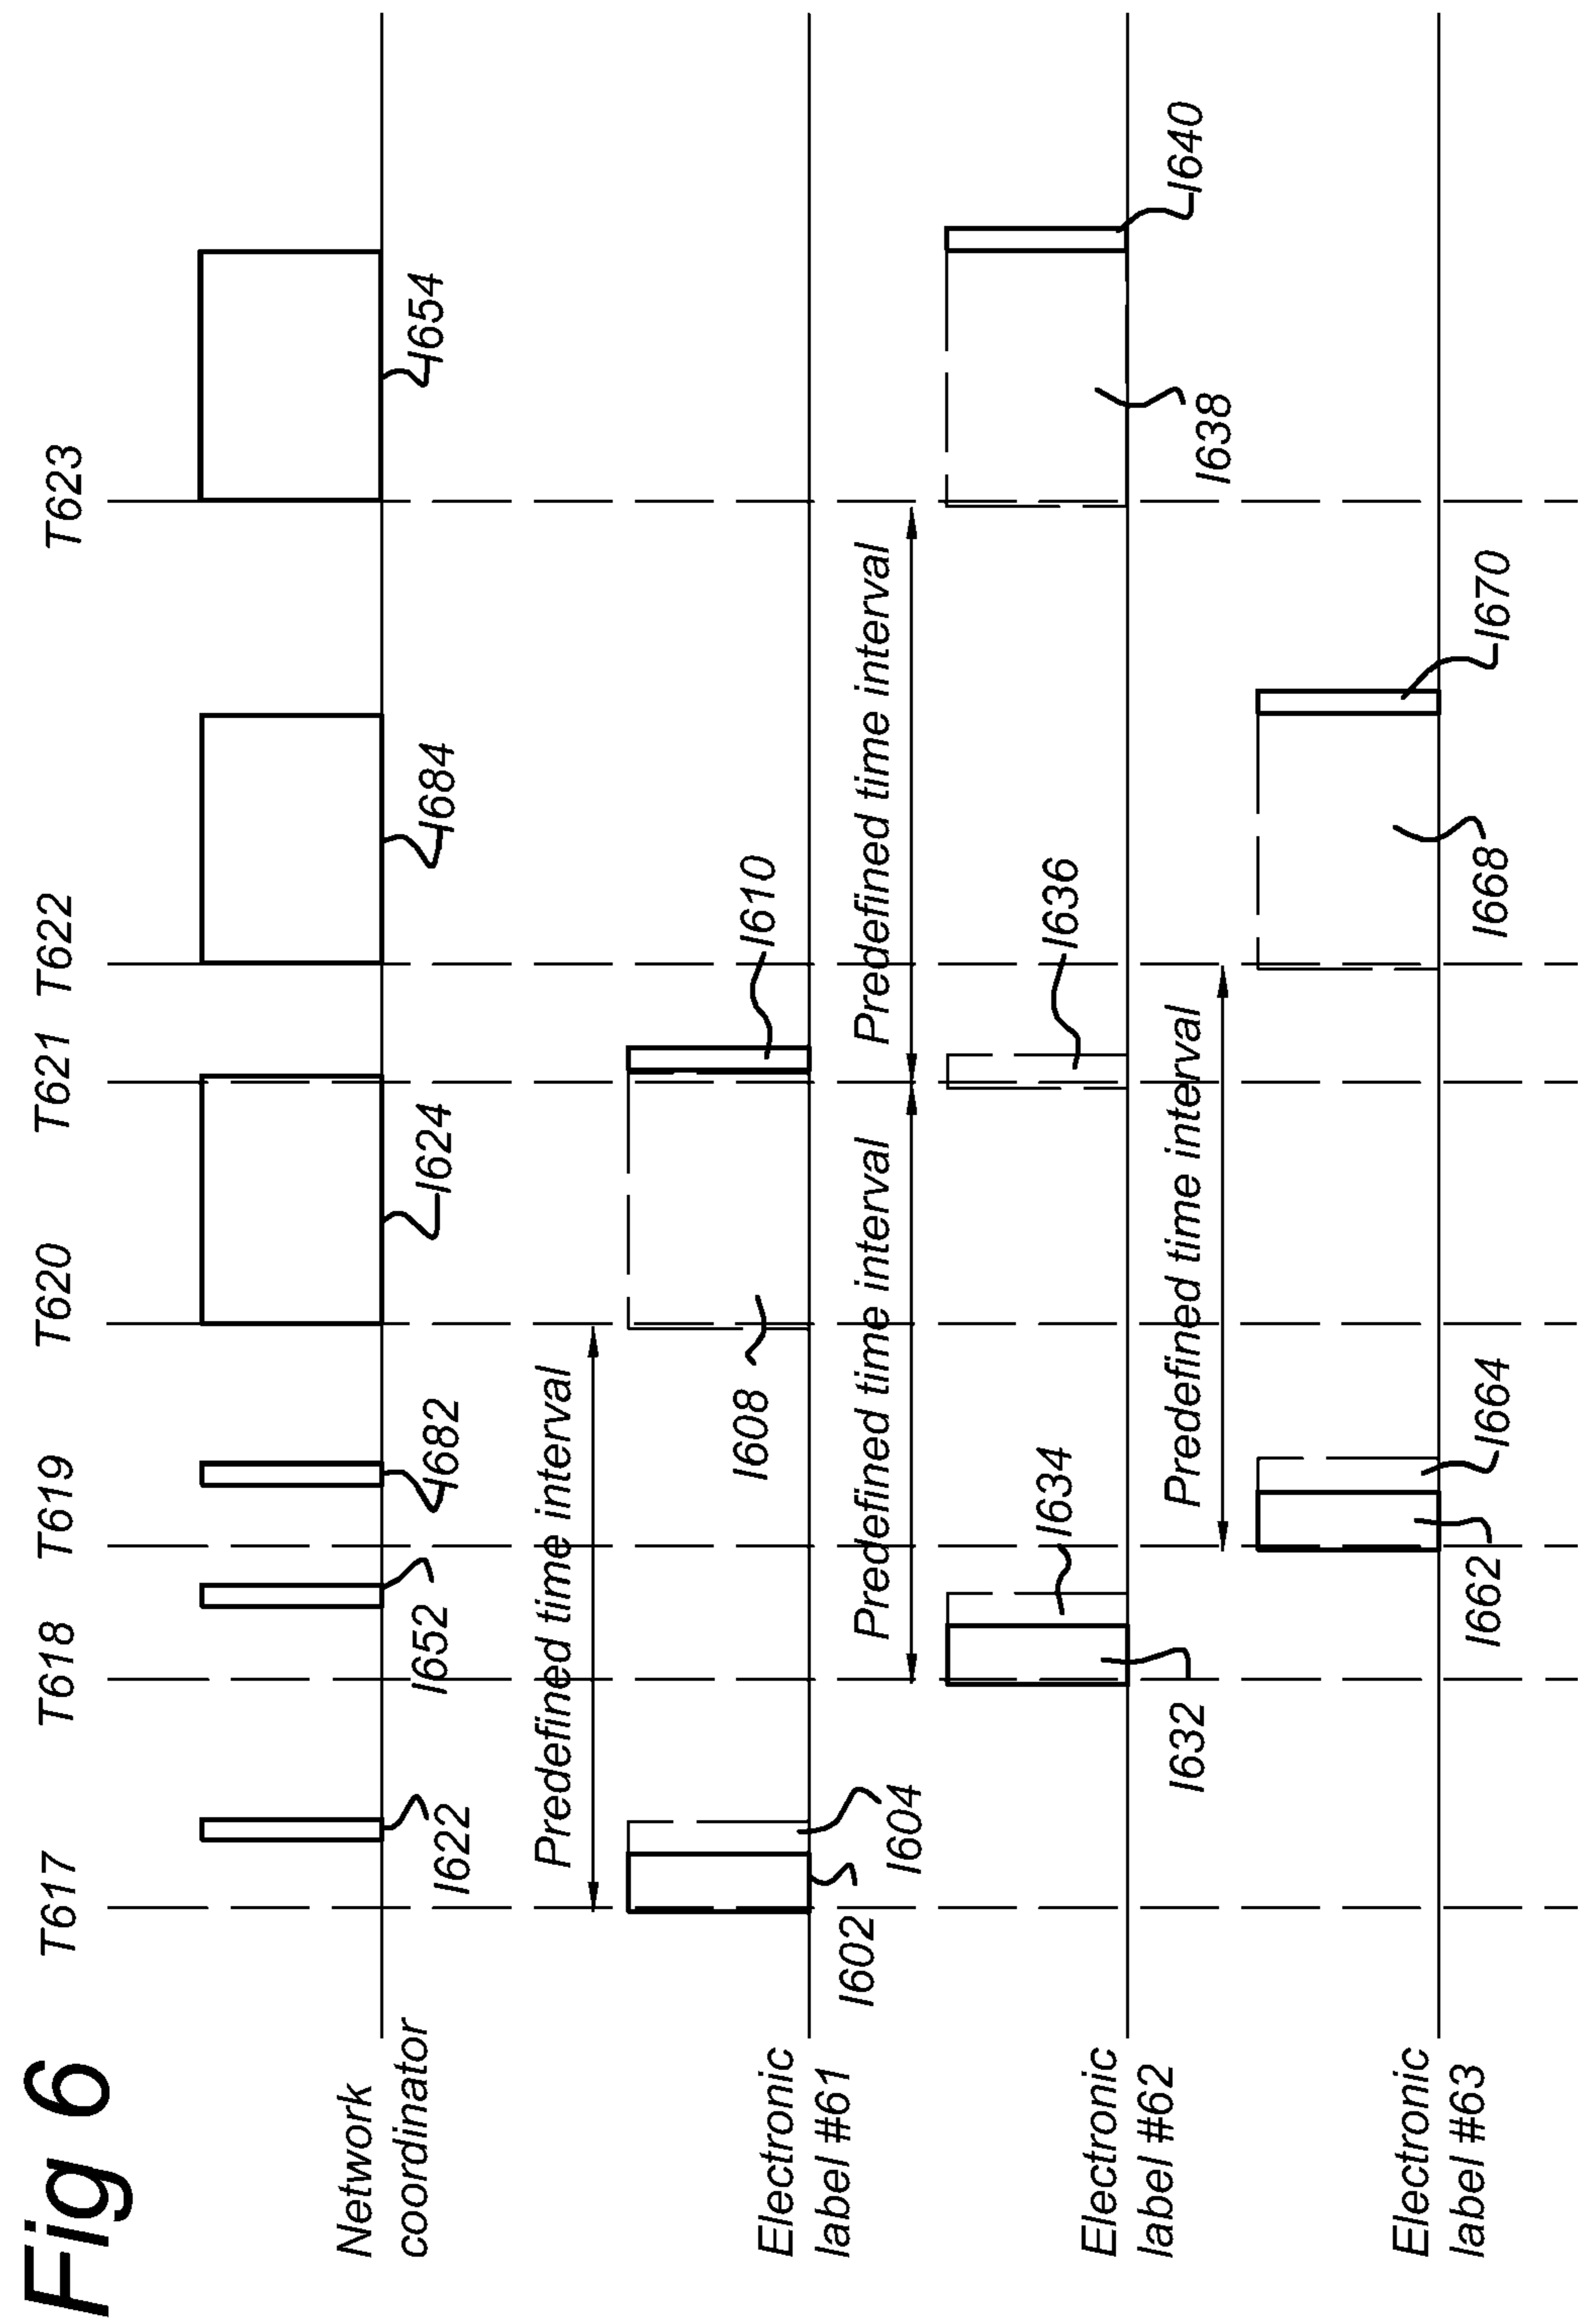 Fig 6
T617
T618
T619
T620
T621
T622
T623
Network
coordinator
I622
I652
I682
I624
I684
I654
Predefined time interval
Electronic
label #61
I602
I604
I608
I610
Predefined time interval
Predefined time interval
Electronic
label #62
I632
I634
I636
I638
I640
Predefined time interval
Electronic
label #63
I662
I664
I668
I670